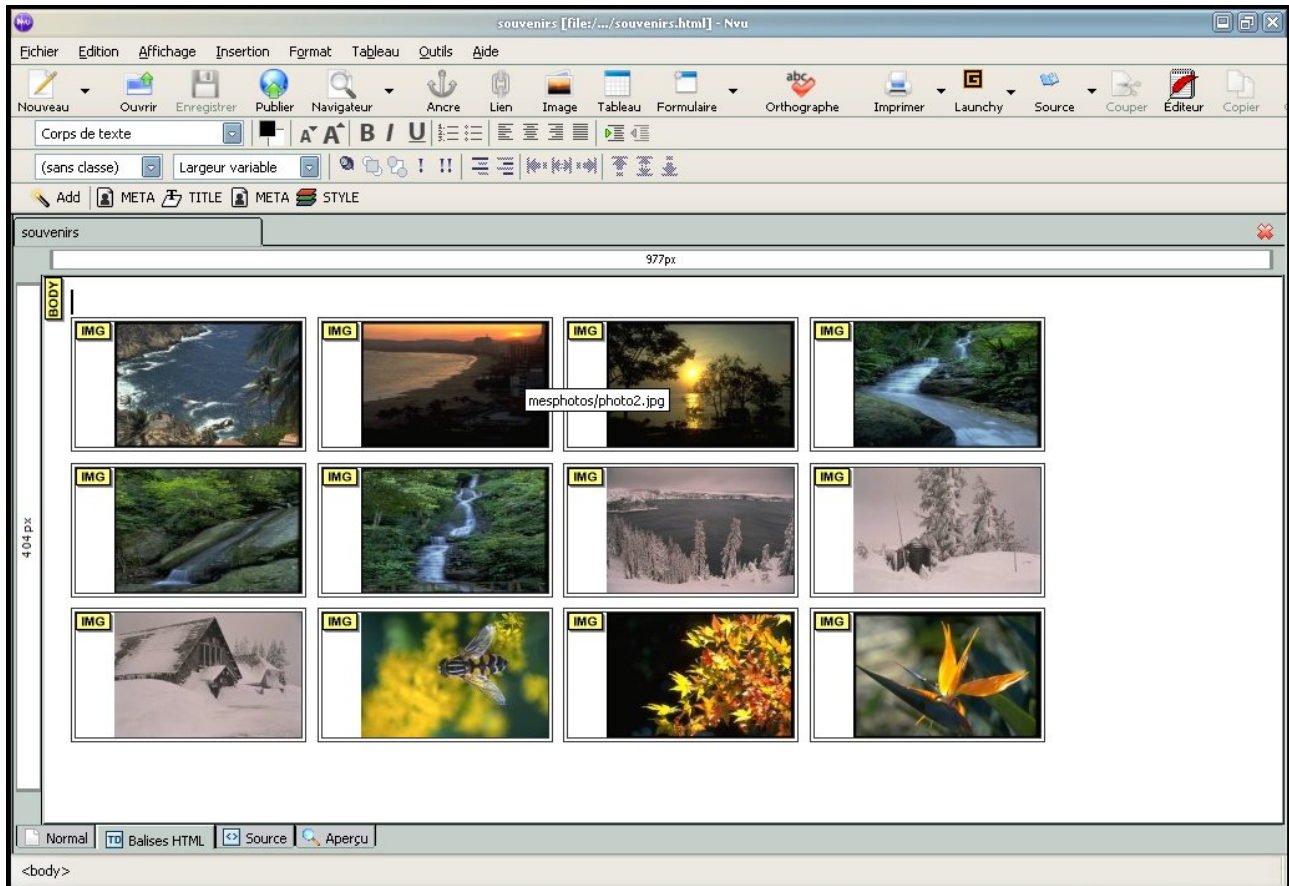 souvenirs [file:/.../souvenirs.html] - Nvu
Fichier Edition Affichage Insertion Format Tableau Outils Aide
abc
Nouveau Ouvrir Enregistrer Publier Navigateur Ancre Lien Image Tableau Formulaire Orthographe Imprimer Launchy Source Couper Éditeur Copier
Corps de texte A A B I U
(sans classe) Largeur variable ! !!
Add META TITLE META STYLE
souvenirs
977px
BODY
IMG IMG IMG IMG
mesphotos/photo2.jpg
IMG IMG IMG IMG
404px
IMG IMG IMG IMG
Normal TD Balises HTML Source Aperçu
<body>